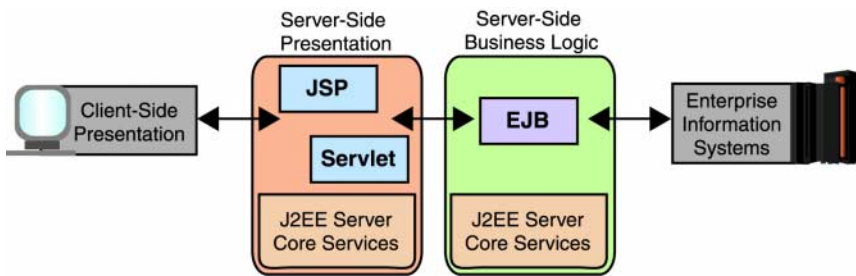 Server-Side
Presentation
Server-Side
Business Logic
Client-Side
Presentation
JSP
Servlet
J2EE Server
Core Services
EJB
J2EE Server
Core Services
Enterprise
Information
Systems